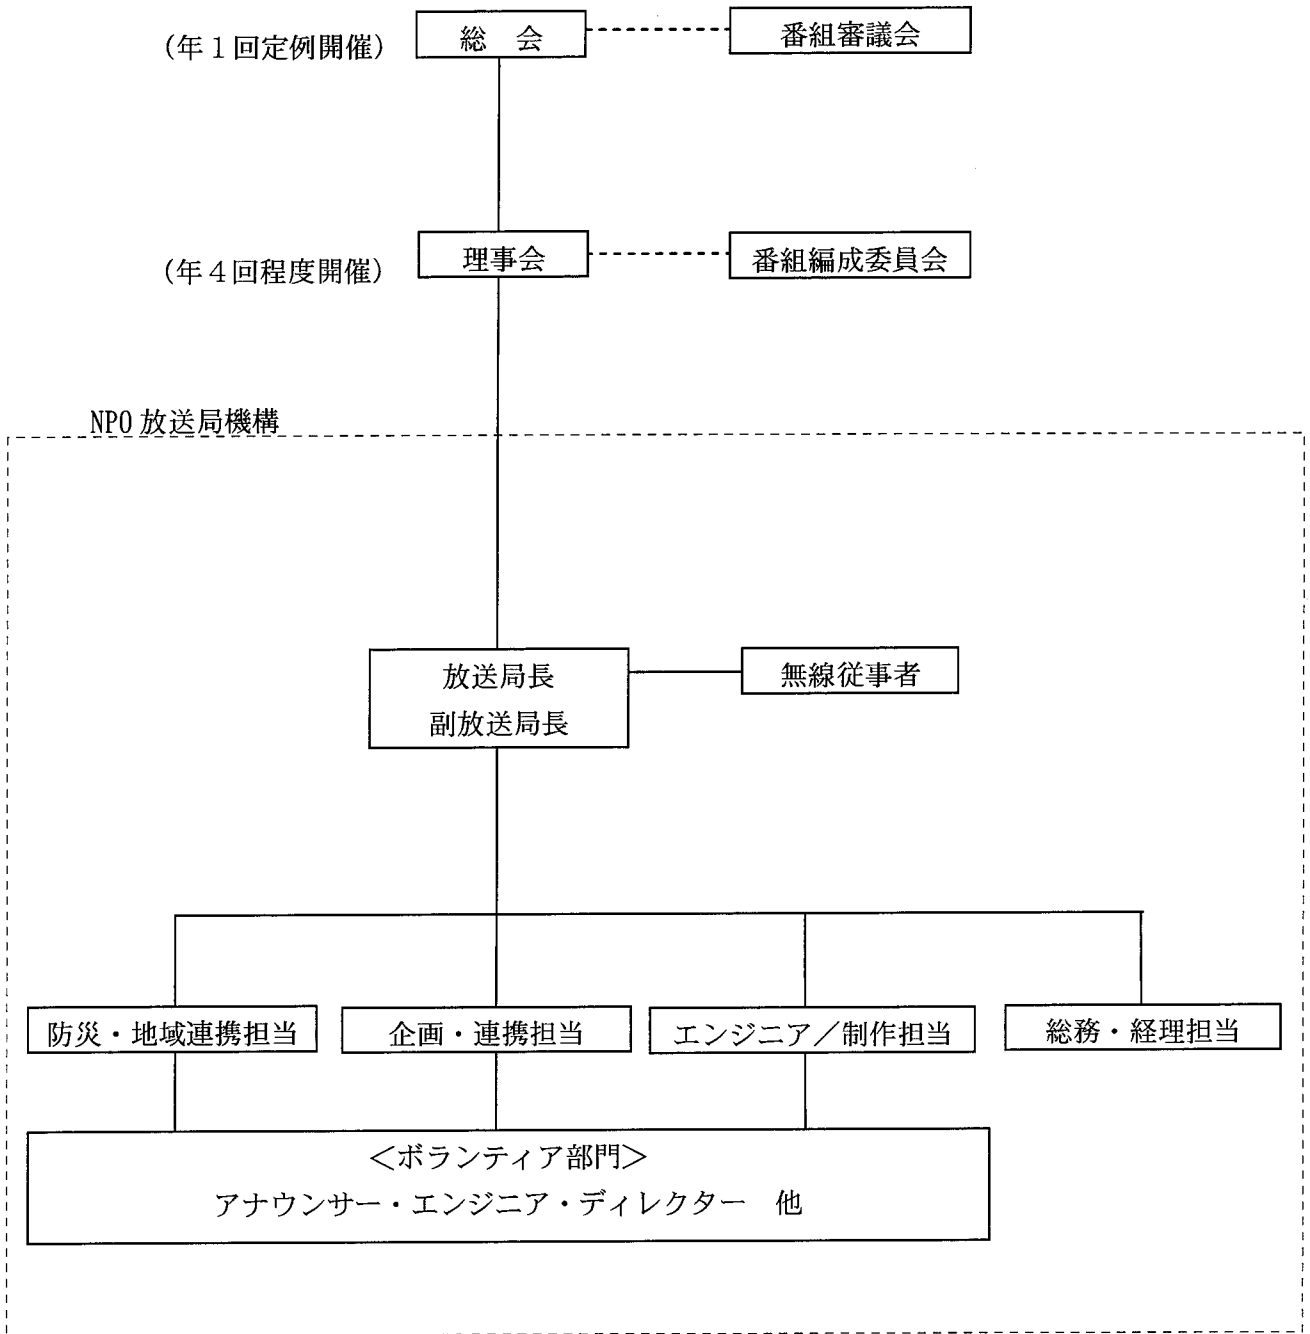 総　会
番組審議会
(年１回定例開催)
理事会
番組編成委員会
(年４回程度開催)
NPO 放送局機構
放送局長
副放送局長
無線従事者
防災・地域連携担当
企画・連携担当
エンジニア／制作担当
総務・経理担当
＜ボランティア部門＞
アナウンサー・エンジニア・ディレクター　他